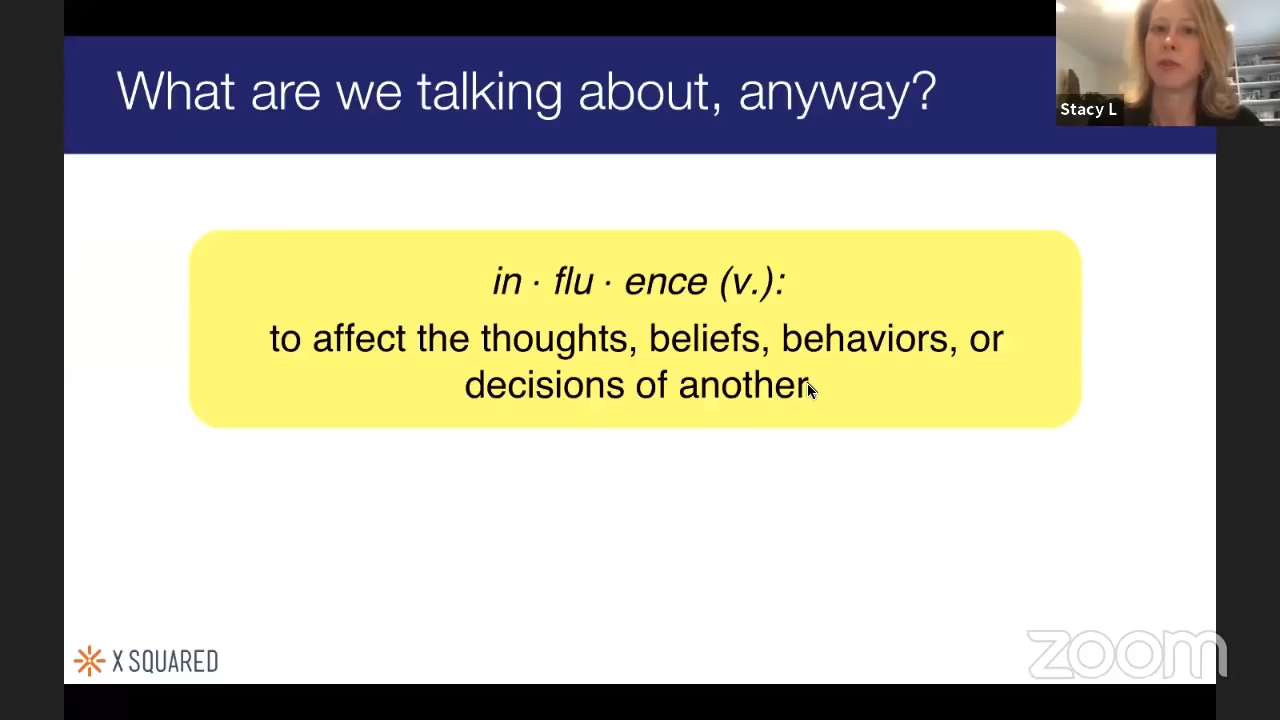 What are we talking about, anyway?
Stacy L
in · flu · ence (v.):
to affect the thoughts, beliefs, behaviors, or
decisions of another.
X SQUARED
zoom